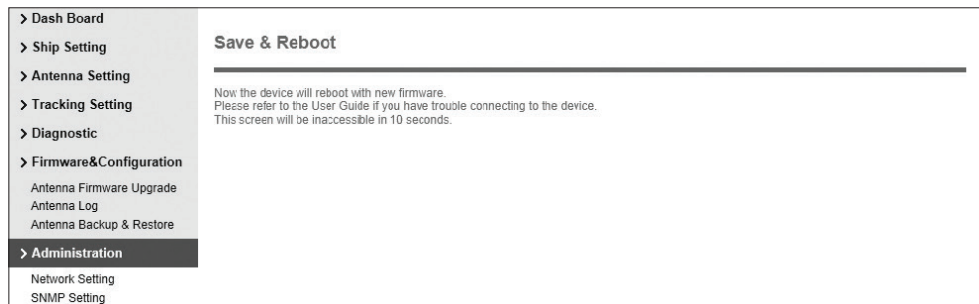 > Dash Board
> Ship Setting
> Antenna Setting
> Tracking Setting
> Diagnostic
> Firmware&Configuration
Antenna Firmware Upgrade
Antenna Log
Antenna Backup & Restore
> Administration
Network Setting
SNMP Setting
Save & Reboot
Now the device will reboot with new firmware.
Please refer to the User Guide if you have trouble connecting to the device.
This screen will be inaccessible in 10 seconds.